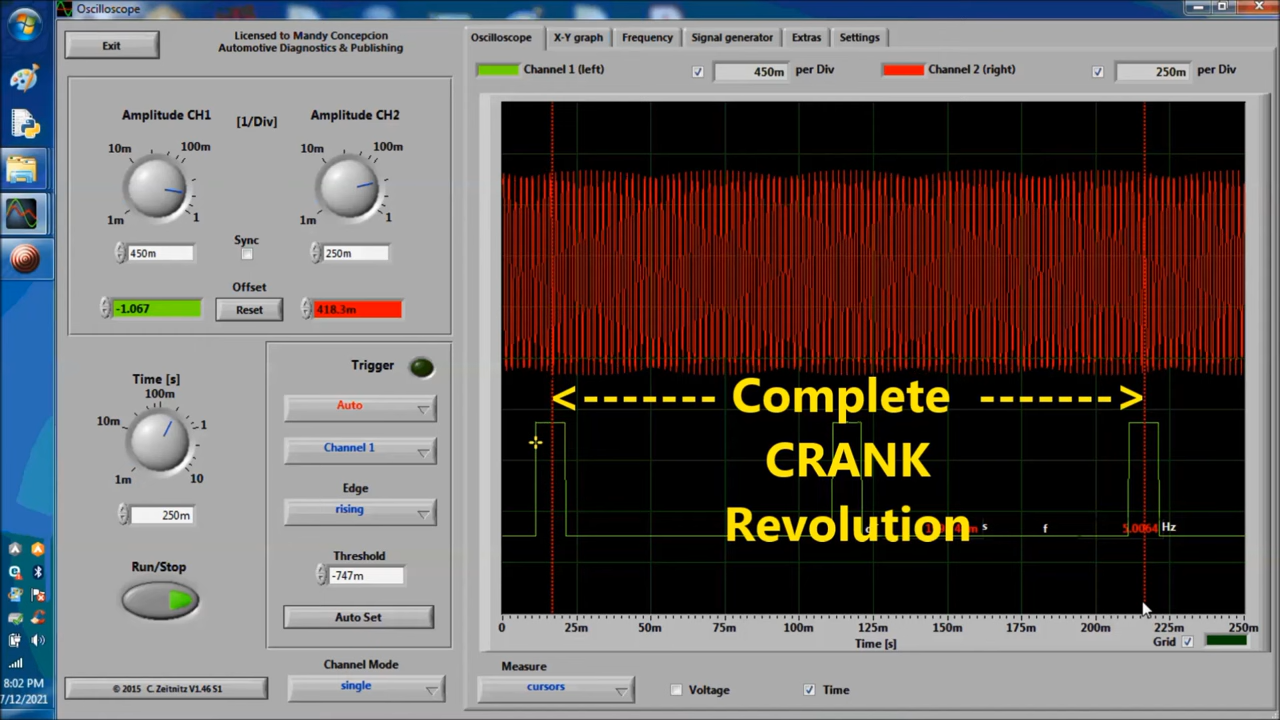 Oscilloscope
Exit
Licensed to Mandy Concepcion
Automotive Diagnostics & Publishing
Amplitude CH1
[1/Div]
Amplitude CH2
10m
100m
1m
1
10m
100m
1m
1
450m
Sync
250m
Offset
-1.067
Reset
418.3m
Time [s]
100m
10m
1
1m
10
250m
Run/Stop
Trigger
Auto
Channel 1
Edge
rising
Threshold
-747m
Auto Set
Channel Mode
single
© 2015 C. Zeitnitz V1.46 S1
Oscilloscope
X-Y graph
Frequency
Signal generator
Extras
Settings
Channel 1 (left)
450m
per Div
Channel 2 (right)
250m
per Div
<------- Complete ------->
CRANK
Revolution
s
f
5.0064 Hz
0
25m
50m
75m
100m
125m
150m
175m
200m
225m
250m
Time [s]
Grid
Measure
cursors
Voltage
Time
8:02 PM
7/12/2021